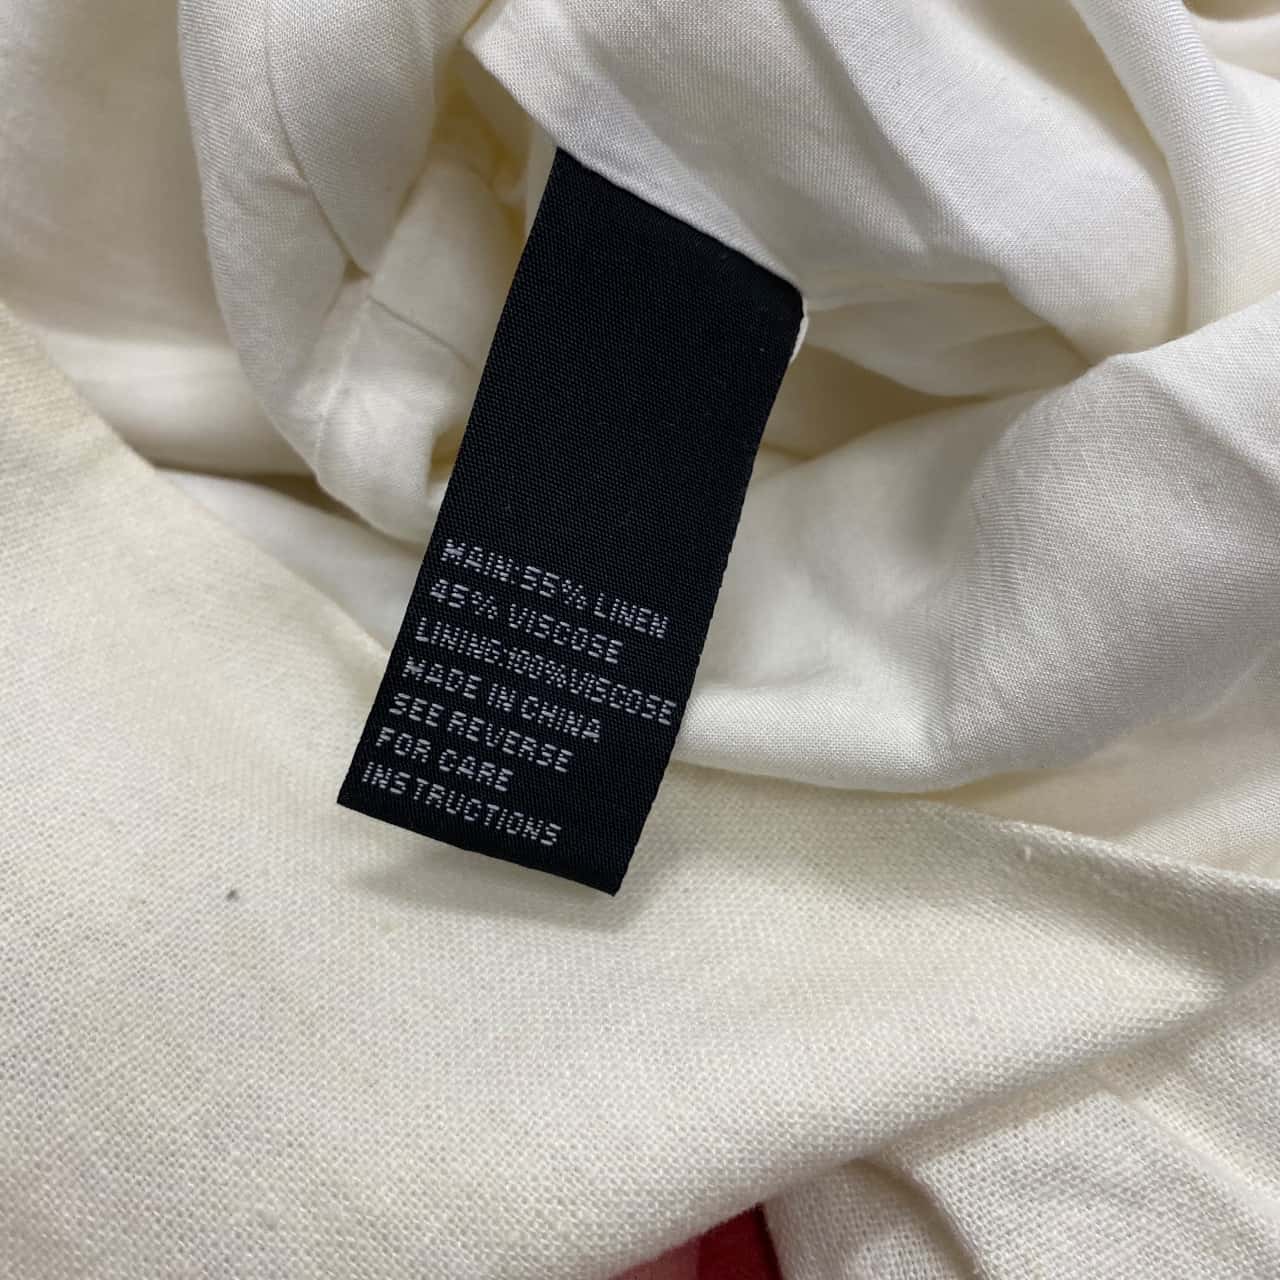 MAIN:55% LINEN
45% VISCOSE
LINING:100%VISCOSE
MADE IN CHINA
SEE REVERSE
FOR CARE
INSTRUCTIONS